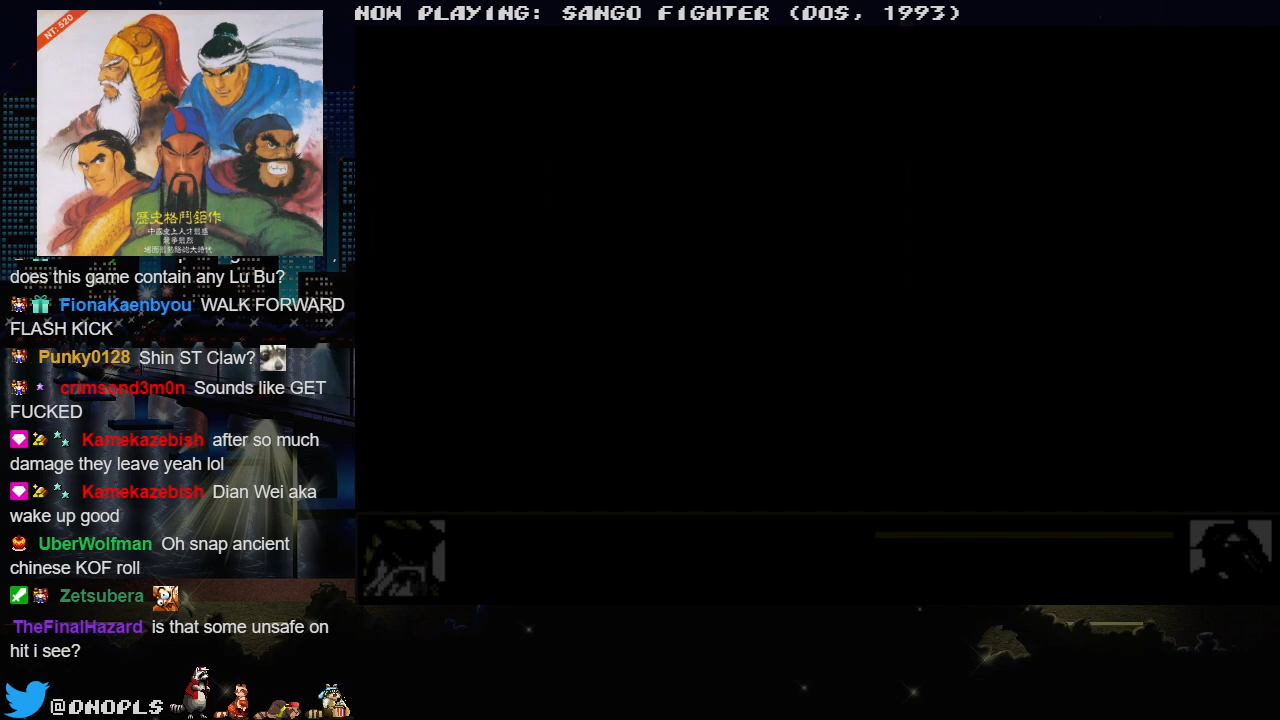 NOW PLAYING: SANGO FIGHTER (DOS, 1993)
NT: 520
歷史格鬥鉅作
does this game contain any Lu Bu?
FionaKaenbyou WALK FORWARD
FLASH KICK
Punky0128 Shin ST Claw?
crimsond3m0n Sounds like GET
FUCKED
Kamekazebish after so much
damage they leave yeah lol
Kamekazebish Dian Wei aka
wake up good
UberWolfman Oh snap ancient
chinese KOF roll
Zetsubera
TheFinalHazard is that some unsafe on
hit i see?
@OHOPLS